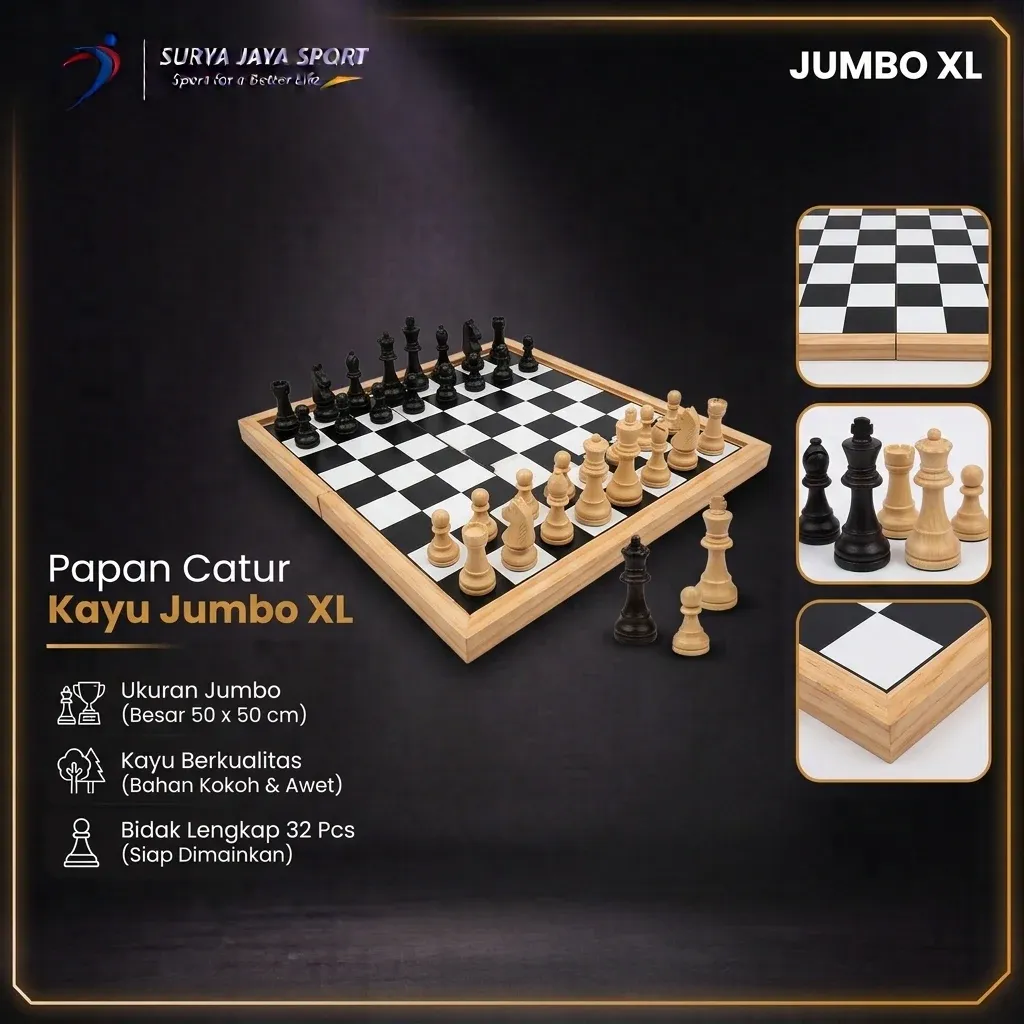 SURYA JAYA SPORT
Sport for a Better Life
JUMBO XL
Papan Catur
Kayu Jumbo XL
Ukuran Jumbo
(Besar 50 x 50 cm)
Kayu Berkualitas
(Bahan Kokoh & Awet)
Bidak Lengkap 32 Pcs
(Siap Dimainkan)